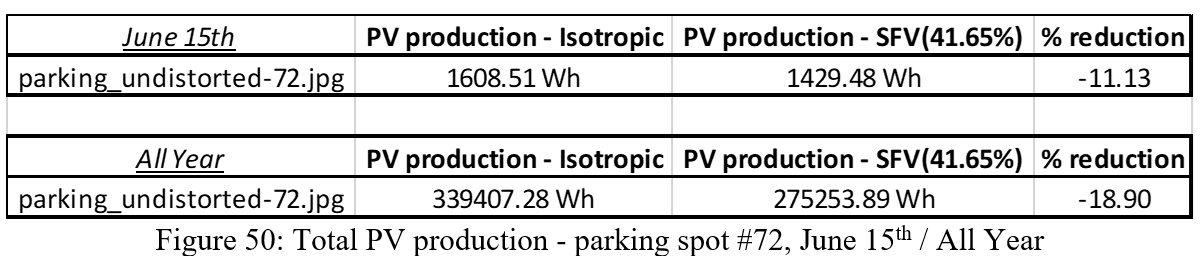 June 15th PV production - Isotropic PV production - SFV(41.65%) % reduction
parking_undistorted-72.jpg 1608.51 Wh 1429.48 Wh -11.13
All Year PV production - Isotropic PV production - SFV(41.65%) % reduction
parking_undistorted-72.jpg 339407.28 Wh 275253.89 Wh -18.90
Figure 50: Total PV production - parking spot #72, June 15th / All Year